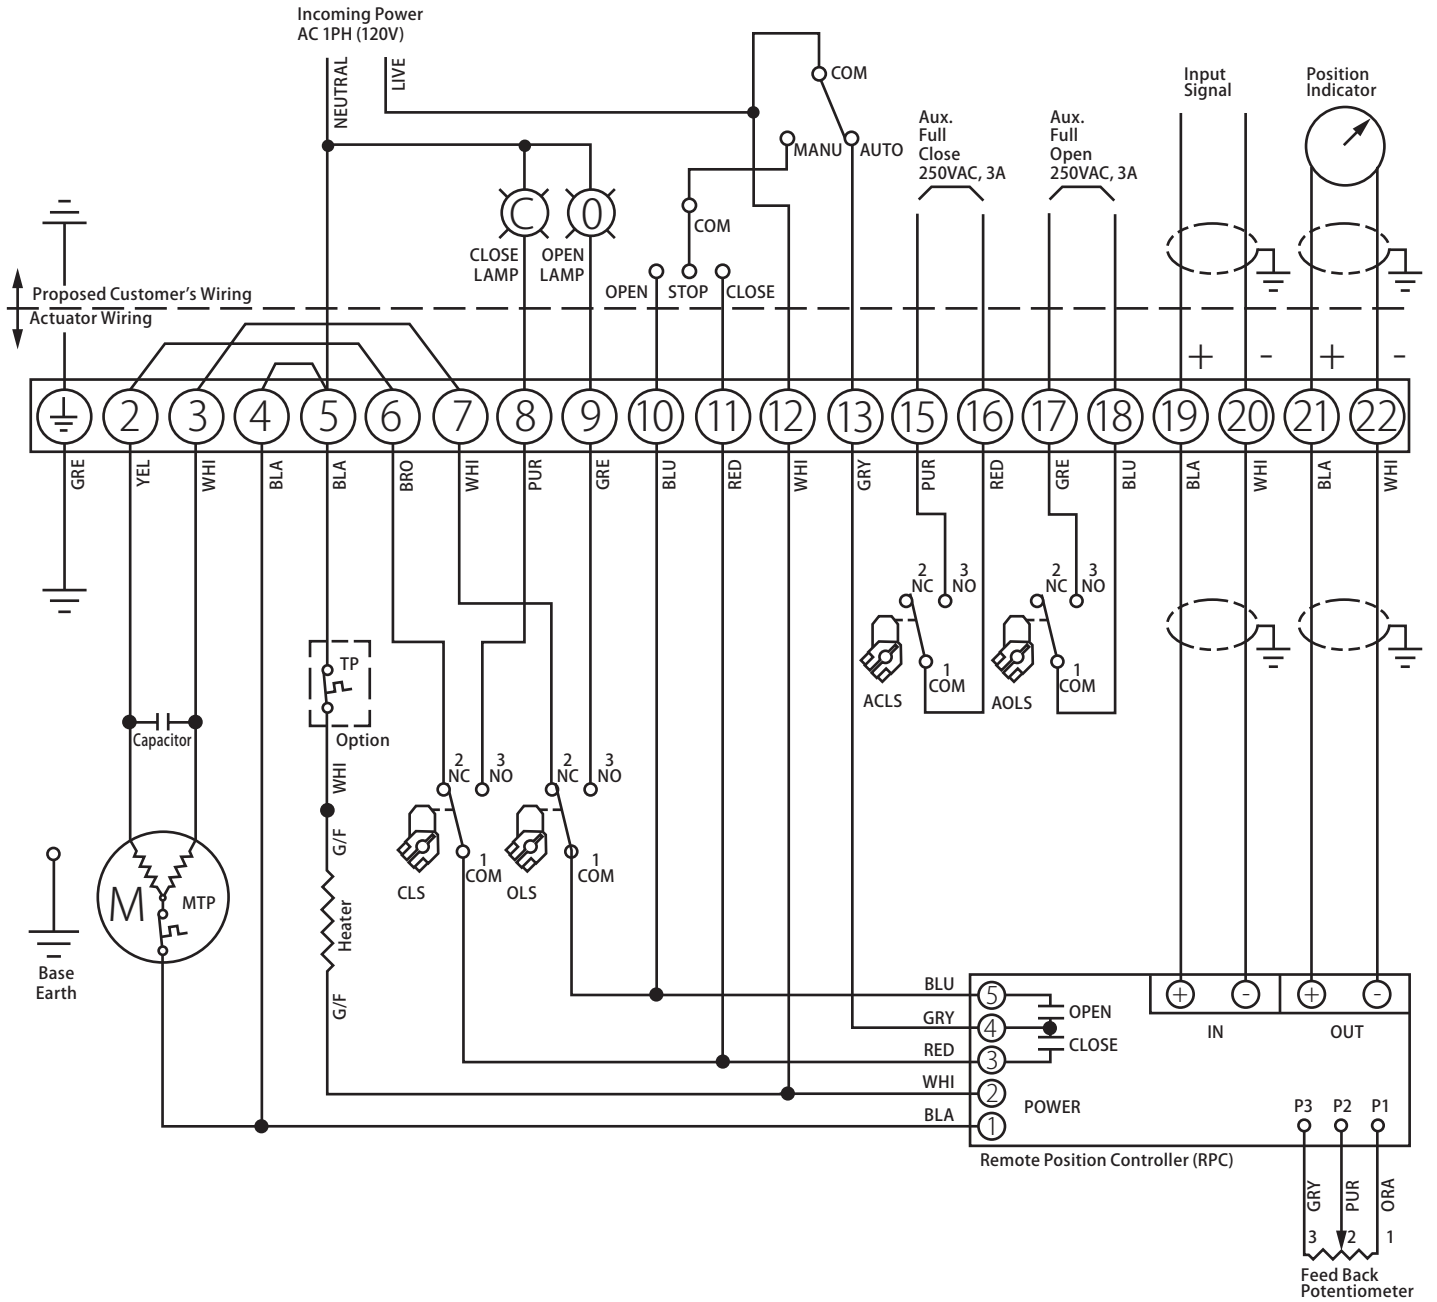 Incoming Power
AC 1PH (120V)
NEUTRAL
LIVE
COM
MANU
AUTO
Aux.
Full
Close
250VAC, 3A
Aux.
Full
Open
250VAC, 3A
Input
Signal
Position
Indicator
C
O
CLOSE
LAMP
OPEN
LAMP
COM
OPEN
STOP
CLOSE
Proposed Customer's Wiring
Actuator Wiring
+
-
+
-
2
3
4
5
6
7
8
9
10
11
12
13
15
16
17
18
19
20
21
22
GRE
YEL
WHI
BLA
BLA
BRO
WHI
PUR
GRE
BLU
RED
WHI
GRY
PUR
RED
GRE
BLU
BLA
WHI
BLA
WHI
2
NC
3
NO
1
COM
ACLS
2
NC
3
NO
1
COM
AOLS
TP
Option
Capacitor
WHI
G/F
Heater
G/F
2
NC
3
NO
1
COM
CLS
2
NC
3
NO
1
COM
OLS
M
MTP
Base
Earth
BLU
GRY
RED
WHI
BLA
5
4
3
2
1
OPEN
CLOSE
POWER
+
-
+
-
IN
OUT
P3
P2
P1
Remote Position Controller (RPC)
GRY
PUR
ORA
3
2
1
Feed Back
Potentiometer